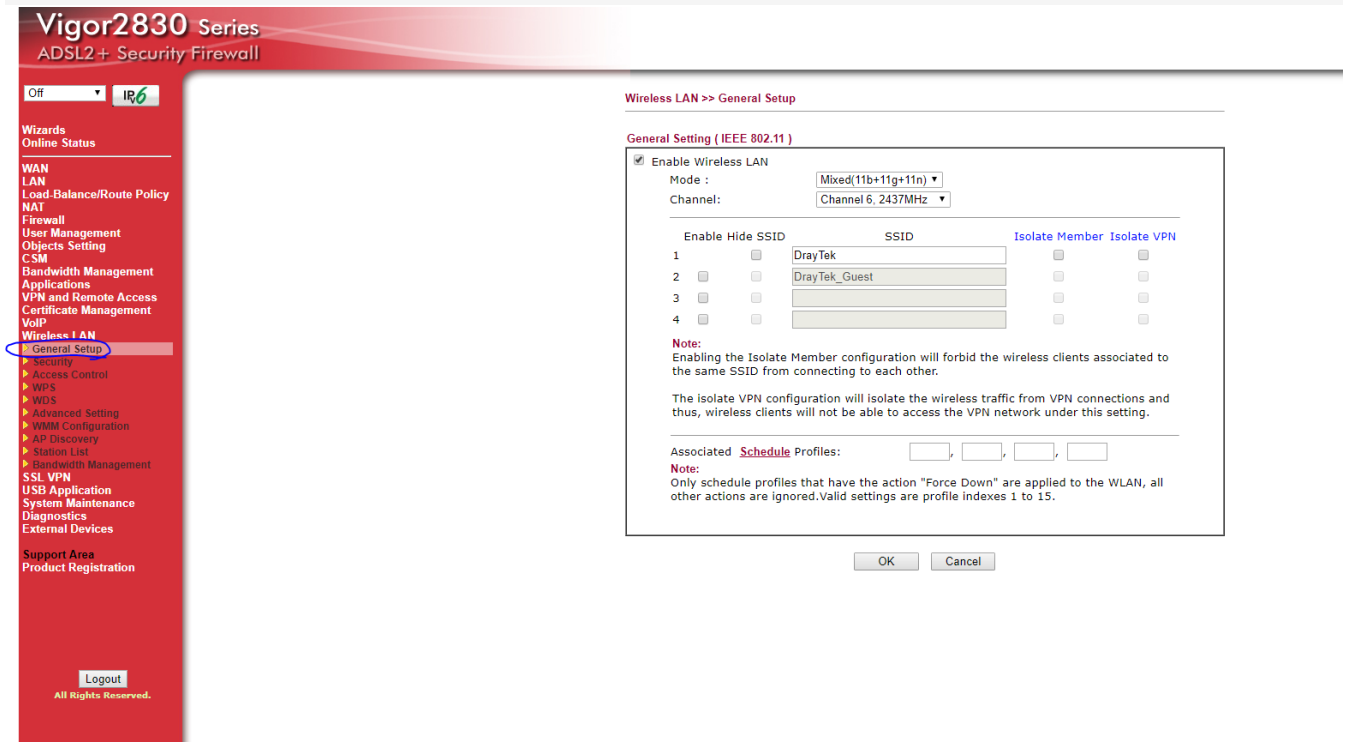 Vigor2830 Series
ADSL2+ Security Firewall
Off
IPv6
Wizards
Online Status
WAN
LAN
Load-Balance/Route Policy
NAT
Firewall
User Management
Objects Setting
CSM
Bandwidth Management
Applications
VPN and Remote Access
Certificate Management
VoIP
Wireless LAN
General Setup
Security
Access Control
WPS
WDS
Advanced Setting
WMM Configuration
AP Discovery
Station List
Bandwidth Management
SSL VPN
USB Application
System Maintenance
Diagnostics
External Devices
Support Area
Product Registration
Logout
All Rights Reserved.
Wireless LAN >> General Setup
General Setting ( IEEE 802.11 )
Enable Wireless LAN
Mode : Mixed(11b+11g+11n)
Channel: Channel 6, 2437MHz
Enable Hide SSID SSID Isolate Member Isolate VPN
1 DrayTek
2 DrayTek_Guest
3
4
Note:
Enabling the Isolate Member configuration will forbid the wireless clients associated to
the same SSID from connecting to each other.
The isolate VPN configuration will isolate the wireless traffic from VPN connections and
thus, wireless clients will not be able to access the VPN network under this setting.
Associated Schedule Profiles: , , ,
Note:
Only schedule profiles that have the action "Force Down" are applied to the WLAN, all
other actions are ignored.Valid settings are profile indexes 1 to 15.
OK Cancel